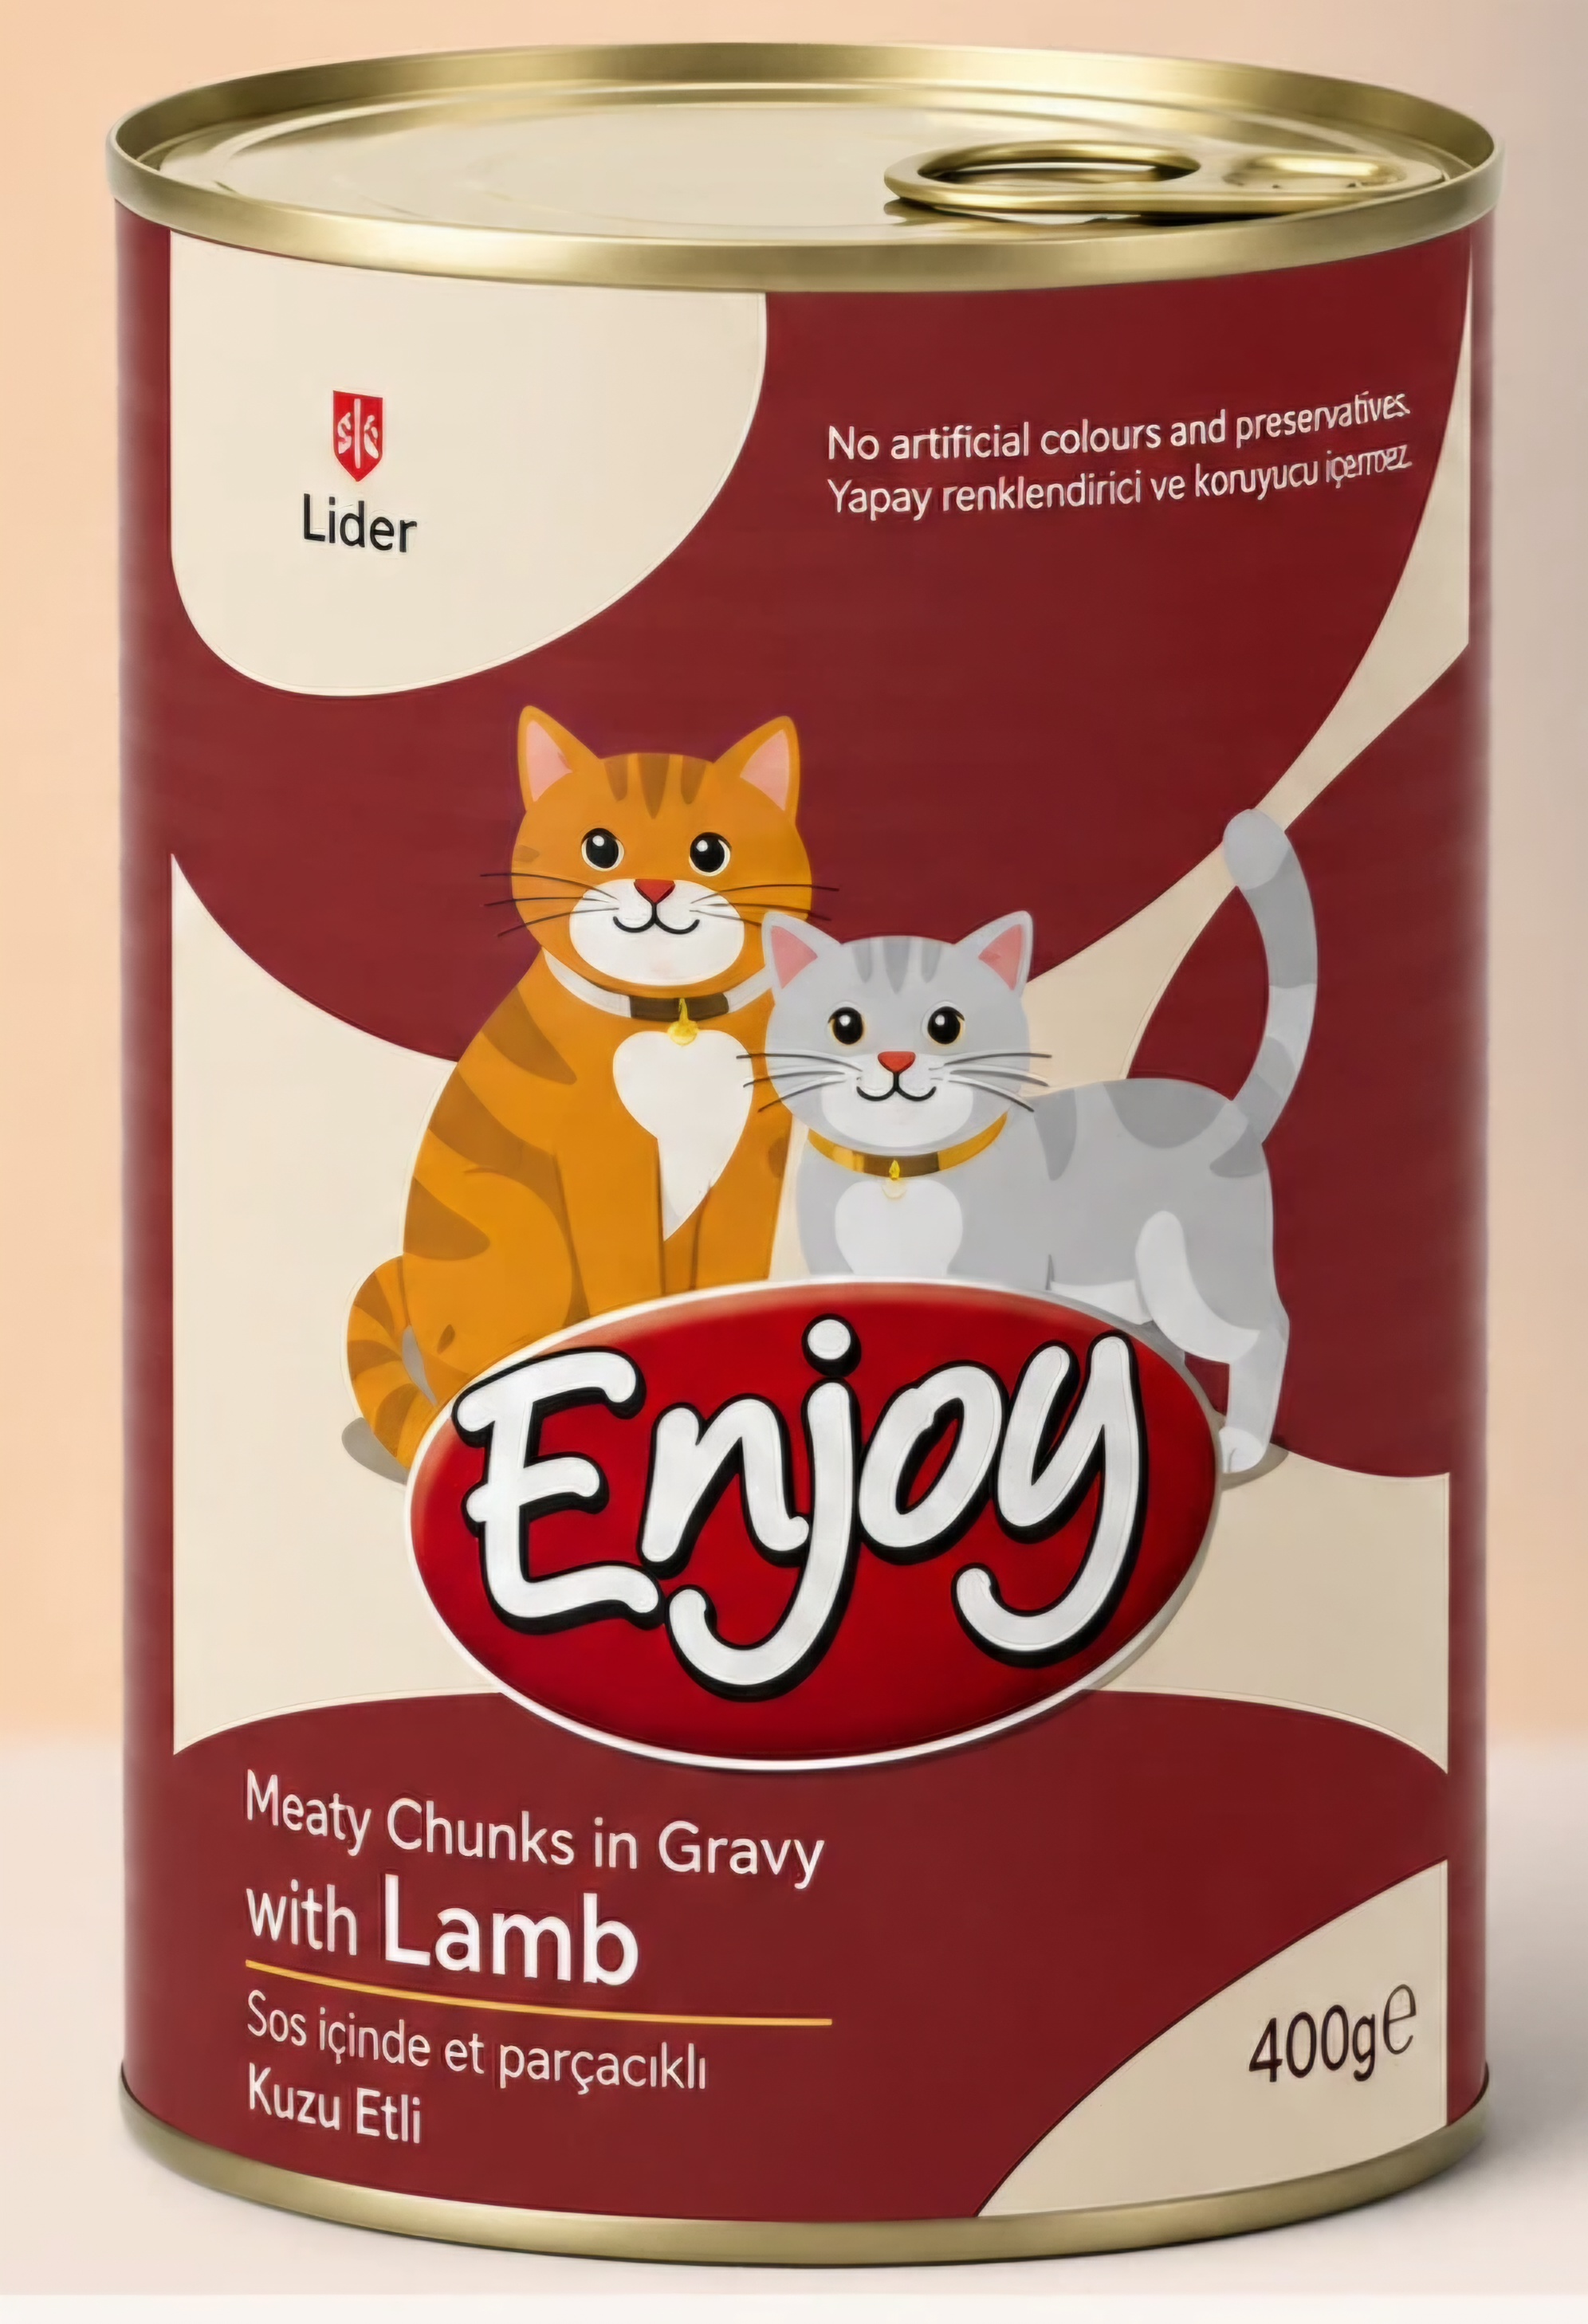 Lider
No artificial colours and preservatives
Yapay renklendirici ve koruyucu içermez
Enjoy
Meaty Chunks in Gravy
with Lamb
Sos içinde et parçacıklı
Kuzu Etli
400g℮